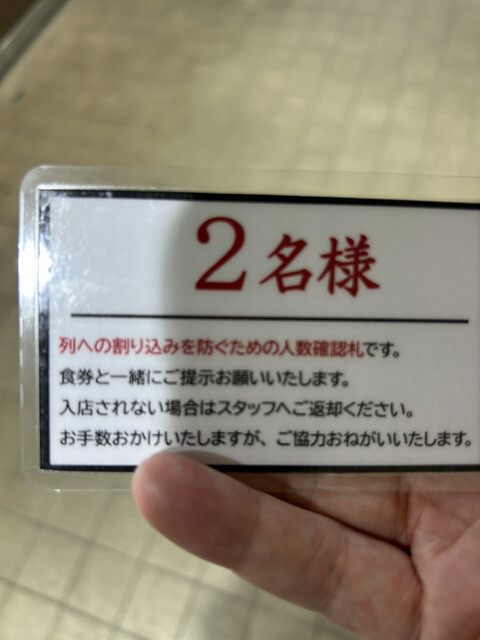 2名様
列への割り込みを防ぐための人数確認札です。
食券と一緒にご提示お願いいたします。
入店されない場合はスタッフへご返却ください。
お手数おかけいたしますが、ご協力おねがいいたします。